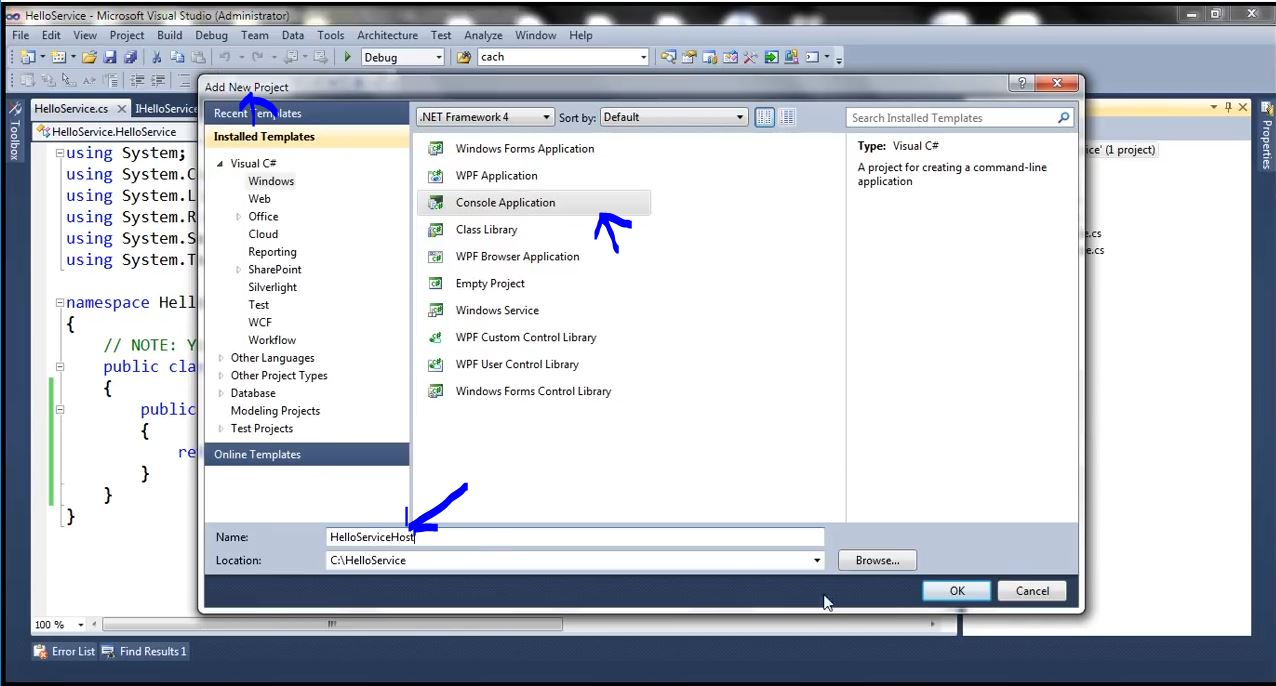 HelloService - Microsoft Visual Studio (Administrator)
File Edit View Project Build Debug Team Data Tools Architecture Test Analyze Window Help
Debug cach
Add New Project
HelloService.cs IHelloService
HelloService.HelloService
Toolbox
Properties
Recent Templates
Installed Templates
Visual C#
Windows
Web
Office
Cloud
Reporting
SharePoint
Silverlight
Test
WCF
Workflow
Other Languages
Other Project Types
Database
Modeling Projects
Test Projects
Online Templates
.NET Framework 4 Sort by: Default
Windows Forms Application
WPF Application
Console Application
Class Library
WPF Browser Application
Empty Project
Windows Service
WPF Custom Control Library
WPF User Control Library
Windows Forms Control Library
Search Installed Templates
Type: Visual C#
A project for creating a command-line
application
ice' (1 project)
e.cs
e.cs
using System;
using System.C
using System.L
using System.R
using System.S
using System.T
namespace Hell
{
// NOTE: Y
public cla
{
public
{
re
}
}
}
Name: HelloServiceHost
Location: C:\HelloService
Browse...
OK Cancel
100 %
Error List Find Results 1